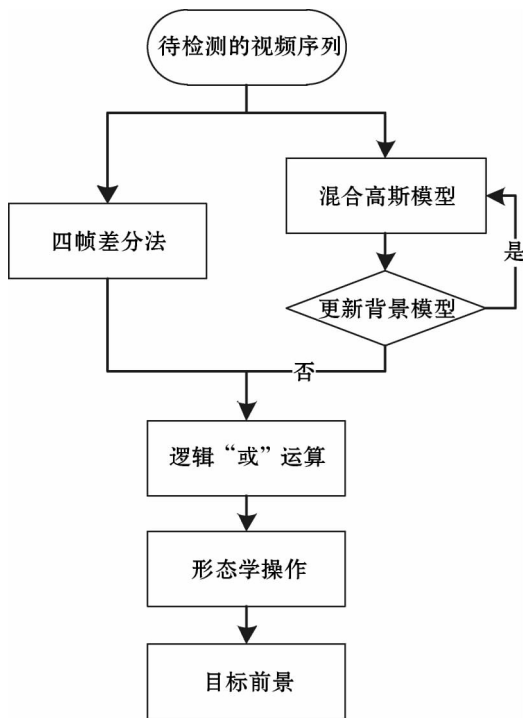 待检测的视频序列
混合高斯模型
四帧差分法
是
更新背景模型
否
逻辑“或”运算
形态学操作
目标前景